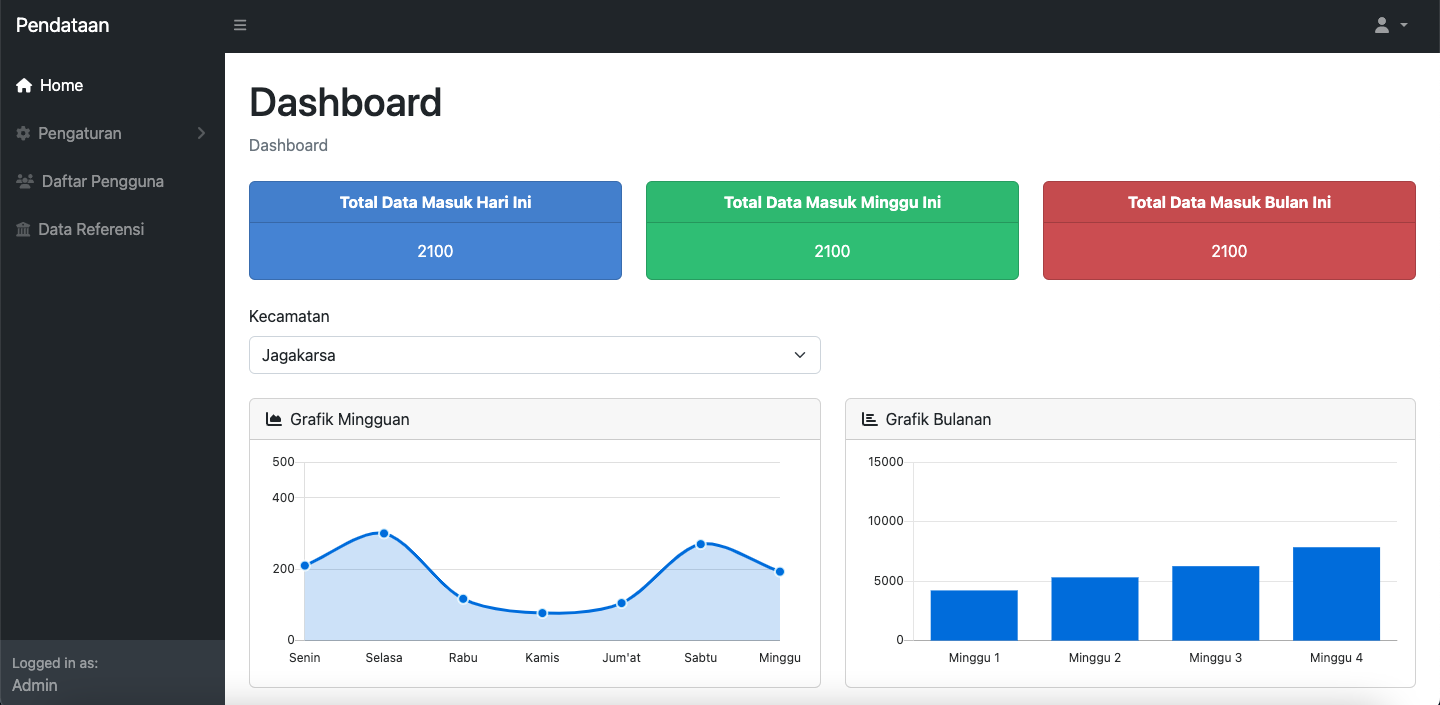 Pendataan
Home
Pengaturan
Daftar Pengguna
Data Referensi
Logged in as:
Admin
Dashboard
Dashboard
Total Data Masuk Hari Ini
2100
Total Data Masuk Minggu Ini
2100
Total Data Masuk Bulan Ini
2100
Kecamatan
Jagakarsa
Grafik Mingguan
500
400
200
0
Senin Selasa Rabu Kamis Jum'at Sabtu Minggu
Grafik Bulanan
15000
10000
5000
0
Minggu 1 Minggu 2 Minggu 3 Minggu 4